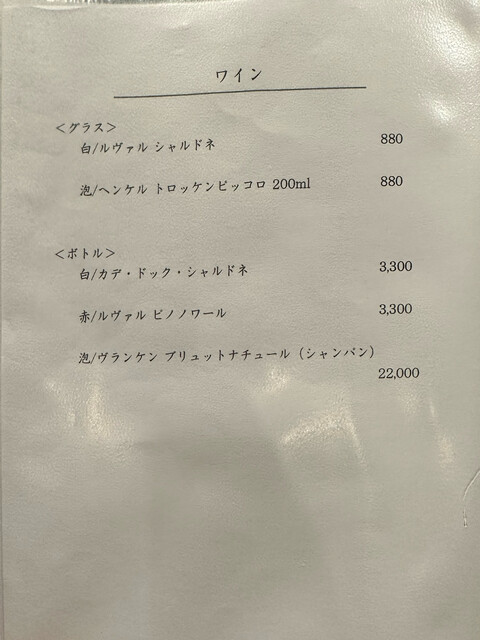 ワイン
＜グラス＞
白/ルヴァル シャルドネ 880
泡/ヘンケル トロッケンピッコロ 200ml 880
＜ボトル＞
白/カデ・ドック・シャルドネ 3,300
赤/ルヴァル ピノノワール 3,300
泡/ヴランケン ブリュットナチュール（シャンパン）
22,000